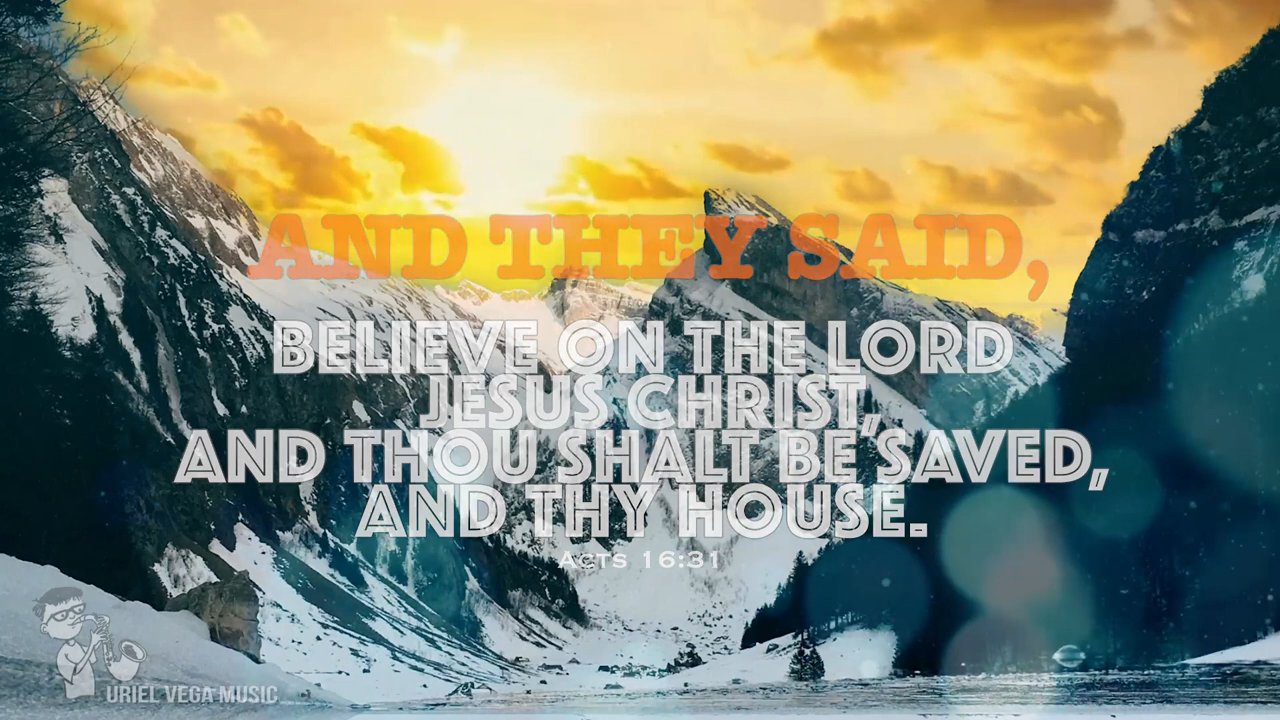 AND THEY SAID,
BELIEVE ON THE LORD
JESUS CHRIST,
AND THOU SHALT BE SAVED,
AND THY HOUSE.
Acts 16:31
URIEL VEGA MUSIC